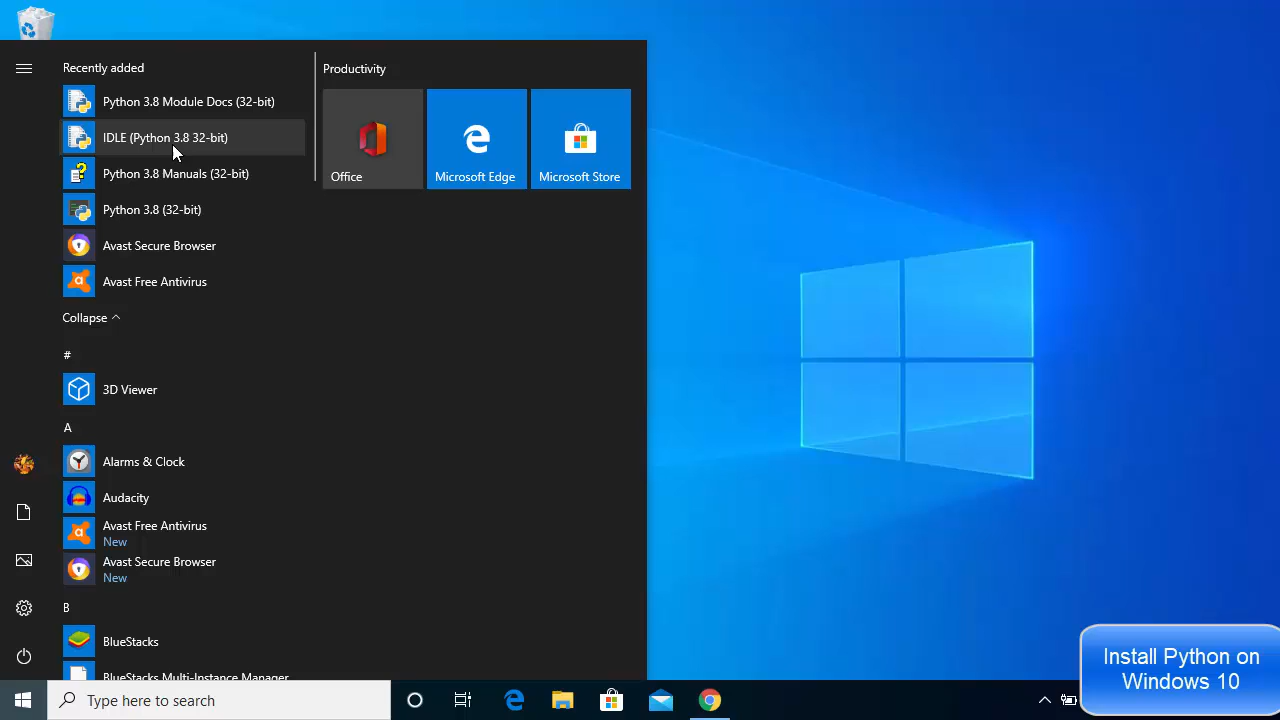 Recently added
Python 3.8 Module Docs (32-bit)
IDLE (Python 3.8 32-bit)
Python 3.8 Manuals (32-bit)
Python 3.8 (32-bit)
Avast Secure Browser
Avast Free Antivirus
Collapse
#
3D Viewer
A
Alarms & Clock
Audacity
Avast Free Antivirus
New
Avast Secure Browser
New
B
BlueStacks
BlueStacks Multi-Instance Manager
Productivity
Office
Microsoft Edge
Microsoft Store
Type here to search
Install Python on
Windows 10